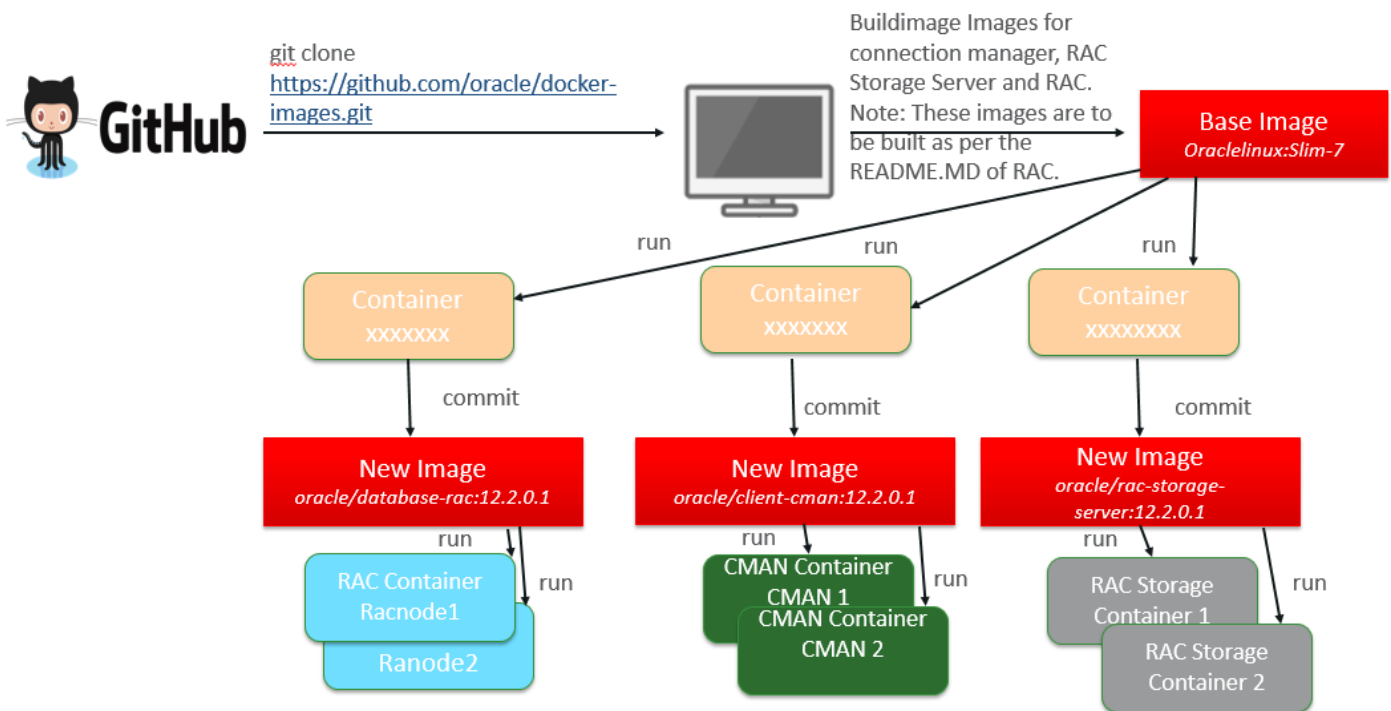 GitHub
git clone
https://github.com/oracle/docker-
images.git
Buildimage Images for
connection manager, RAC
Storage Server and RAC.
Note: These images are to
be built as per the
README.MD of RAC.
Base Image
Oraclelinux:Slim-7
run
run
run
Container
xxxxxxx
Container
xxxxxxx
Container
xxxxxxxx
commit
commit
commit
New Image
oracle/database-rac:12.2.0.1
New Image
oracle/client-cman:12.2.0.1
New Image
oracle/rac-storage-
server:12.2.0.1
run
run
RAC Container
Racnode1
Ranode2
run
run
CMAN Container
CMAN 1
CMAN Container
CMAN 2
run
run
RAC Storage
Container 1
RAC Storage
Container 2